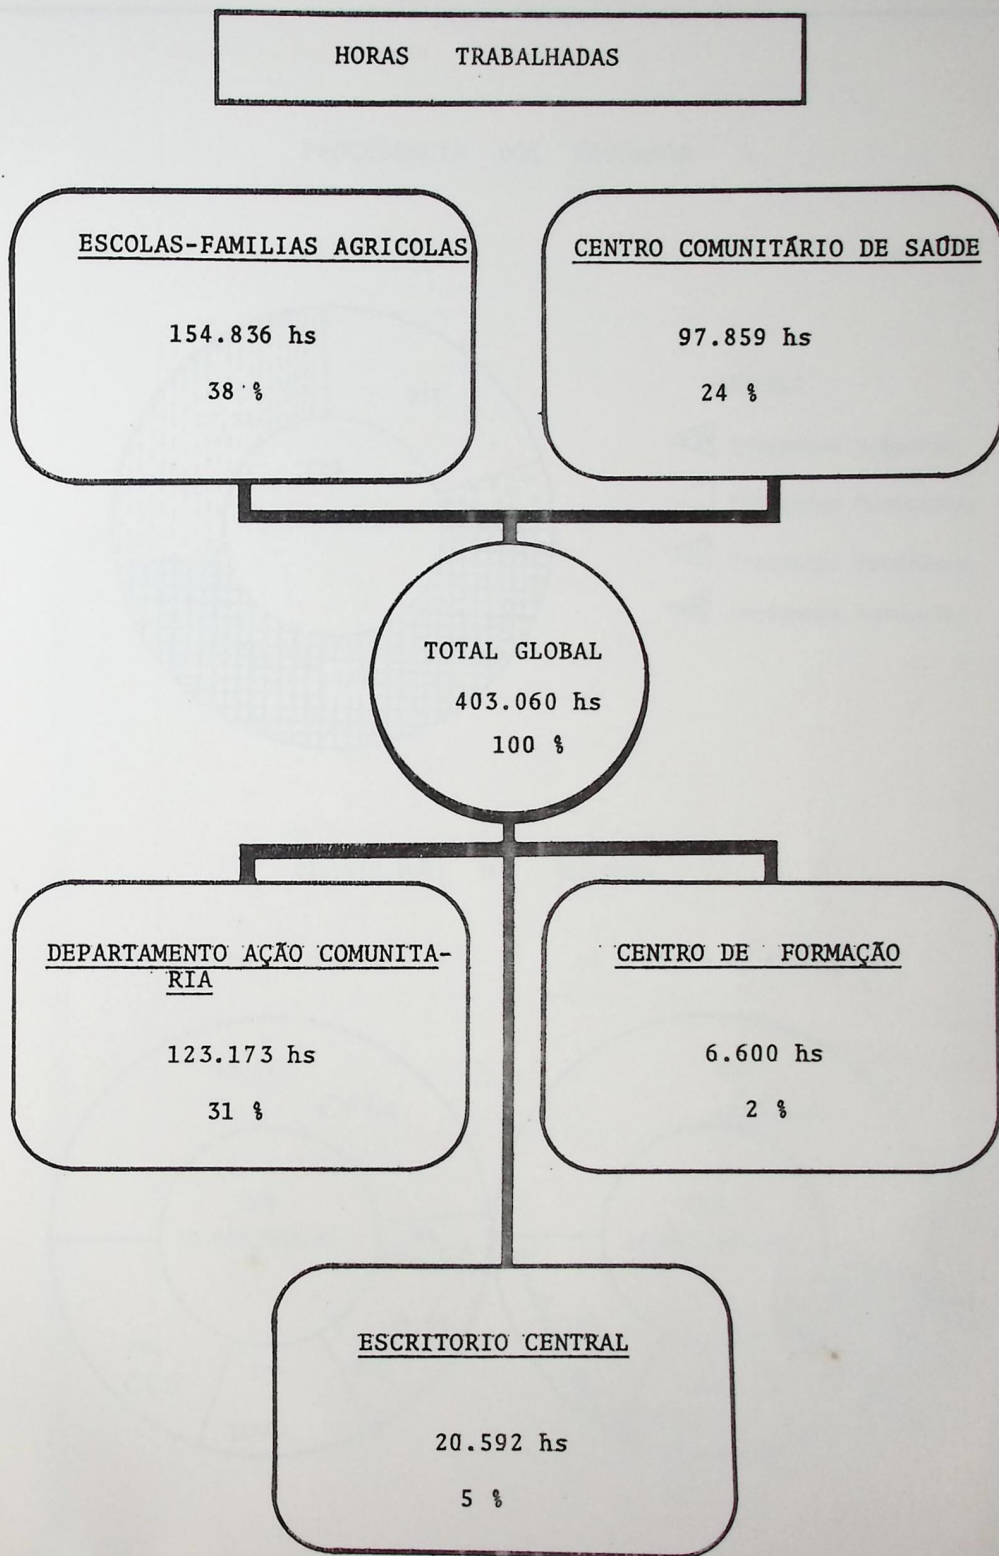 HORAS TRABALHADAS
ESCOLAS-FAMILIAS AGRICOLAS
154.836 hs
38 %
CENTRO COMUNITÁRIO DE SAÚDE
97.859 hs
24 %
TOTAL GLOBAL
403.060 hs
100 %
DEPARTAMENTO AÇÃO COMUNITA-
RIA
123.173 hs
31 %
CENTRO DE FORMAÇÃO
6.600 hs
2 %
ESCRITORIO CENTRAL
20.592 hs
5 %